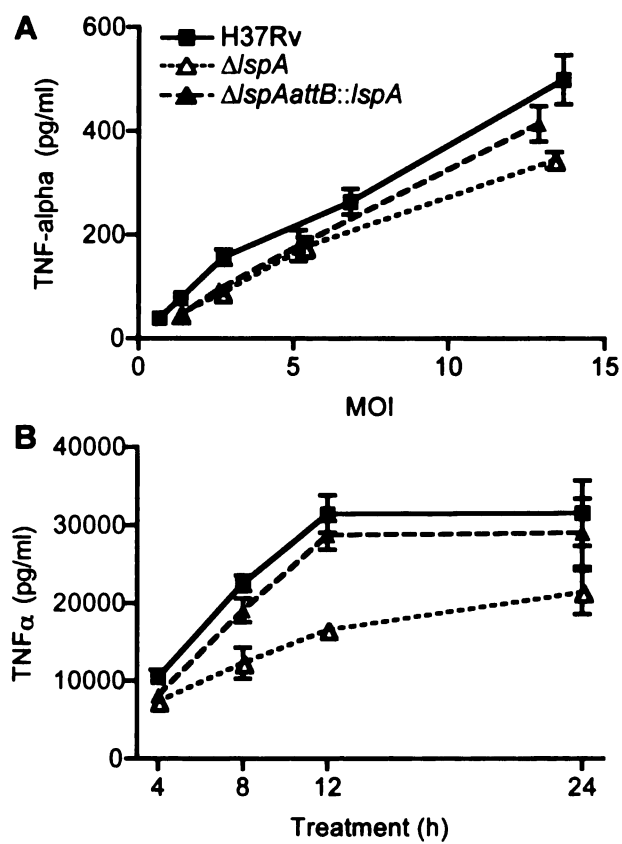 A
600
H37Rv
ΔlspA
ΔlspAattB::lspA
400
200
0
TNF-alpha (pg/ml)
0 5 10 15
MOI
B
40000
30000
20000
10000
0
TNFα (pg/ml)
4 8 12 24
Treatment (h)